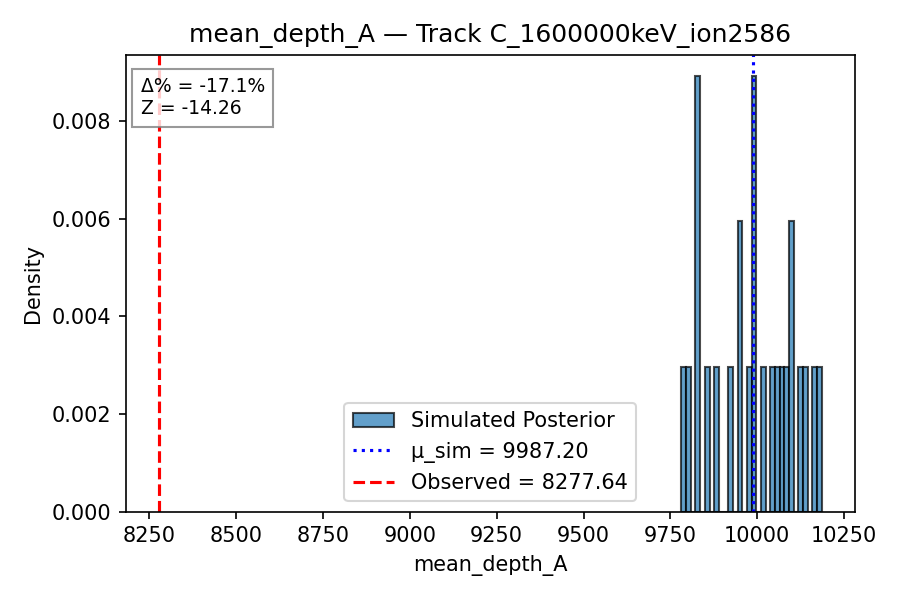 mean_depth_A — Track C_1600000keV_ion2586
Δ% = -17.1%
Z = -14.26
Density
0.008
0.006
0.004
0.002
0.000
Simulated Posterior
μ_sim = 9987.20
Observed = 8277.64
8250 8500 8750 9000 9250 9500 9750 10000 10250
mean_depth_A